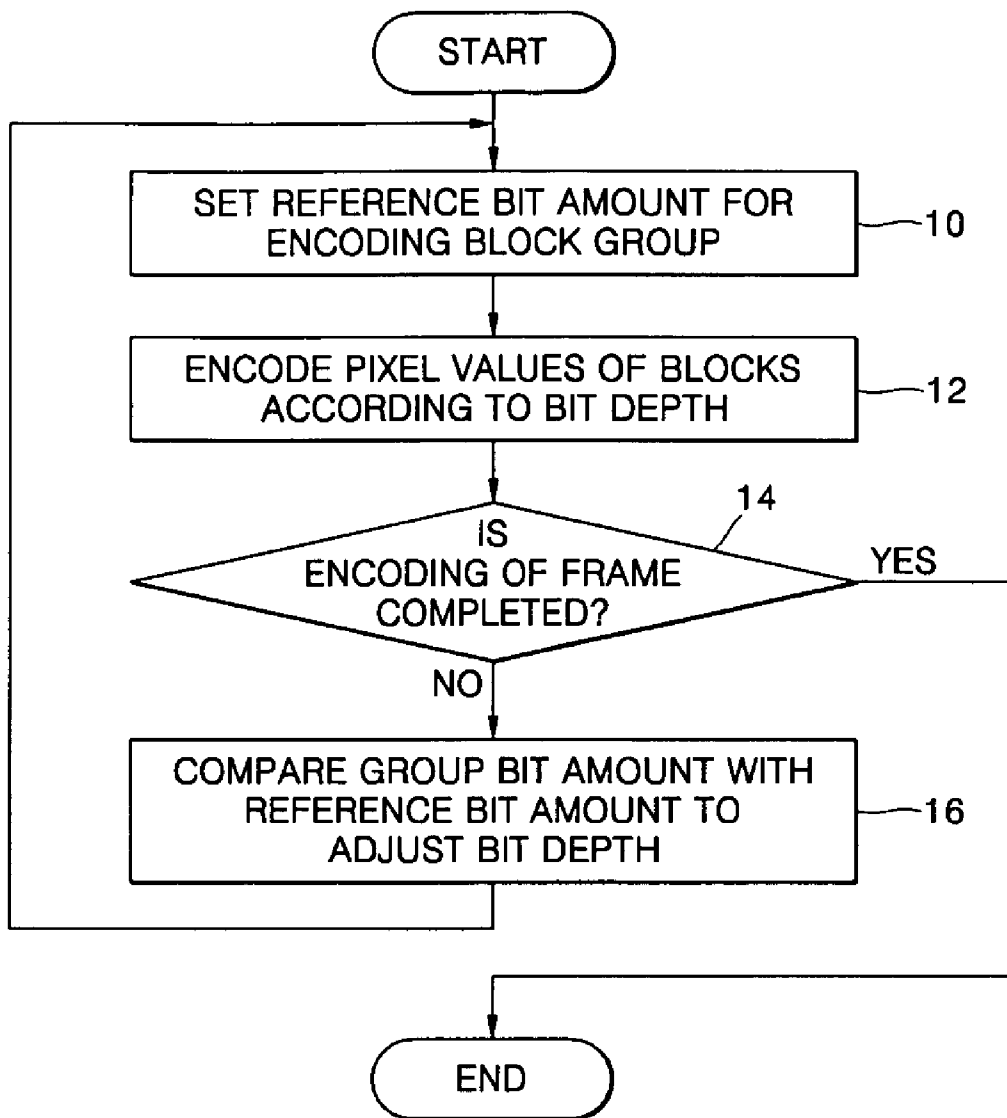 START
SET REFERENCE BIT AMOUNT FOR
ENCODING BLOCK GROUP
10
ENCODE PIXEL VALUES OF BLOCKS
ACCORDING TO BIT DEPTH
12
14
IS
ENCODING OF FRAME
COMPLETED?
YES
NO
COMPARE GROUP BIT AMOUNT WITH
REFERENCE BIT AMOUNT TO
ADJUST BIT DEPTH
16
END